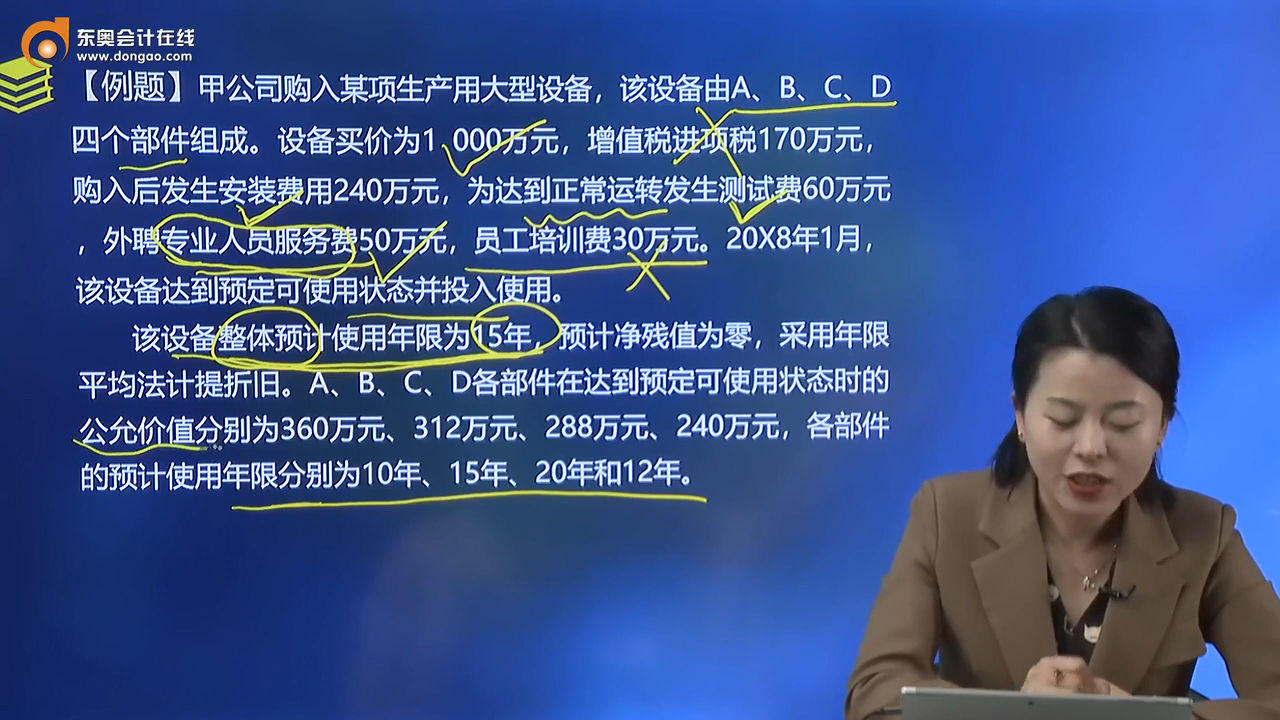 东奥会计在线
www.dongao.com
【例题】甲公司购入某项生产用大型设备，该设备由A、B、C、D
四个部件组成。设备买价为1 000万元，增值税进项税170万元，
购入后发生安装费用240万元，为达到正常运转发生测试费60万元
，外聘专业人员服务费50万元，员工培训费30万元。20X8年1月，
该设备达到预定可使用状态并投入使用。
该设备整体预计使用年限为15年，预计净残值为零，采用年限
平均法计提折旧。A、B、C、D各部件在达到预定可使用状态时的
公允价值分别为360万元、312万元、288万元、240万元，各部件
的预计使用年限分别为10年、15年、20年和12年。